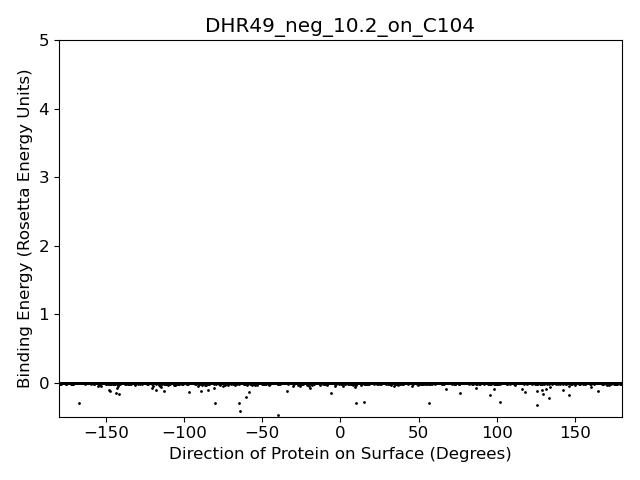 DHR49_neg_10.2_on_C104
Binding Energy (Rosetta Energy Units)
5
4
3
2
1
0
−150 −100 −50 0 50 100 150
Direction of Protein on Surface (Degrees)